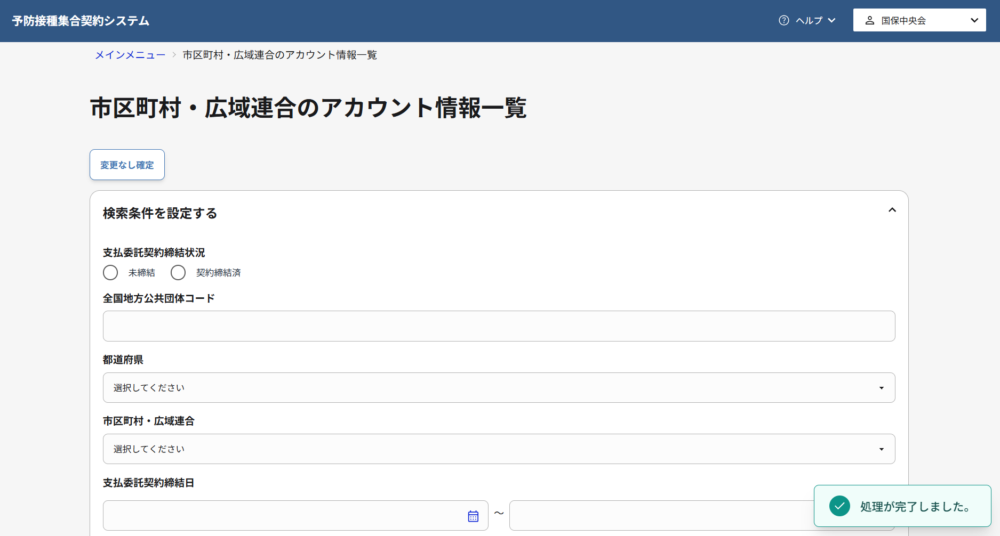 予防接種集合契約システム
ヘルプ
国保中央会
メインメニュー > 市区町村・広域連合のアカウント情報一覧
市区町村・広域連合のアカウント情報一覧
変更なし確定
検索条件を設定する
支払委託契約締結状況
未締結 契約締結済
全国地方公共団体コード
都道府県
選択してください
市区町村・広域連合
選択してください
支払委託契約締結日
～
処理が完了しました。